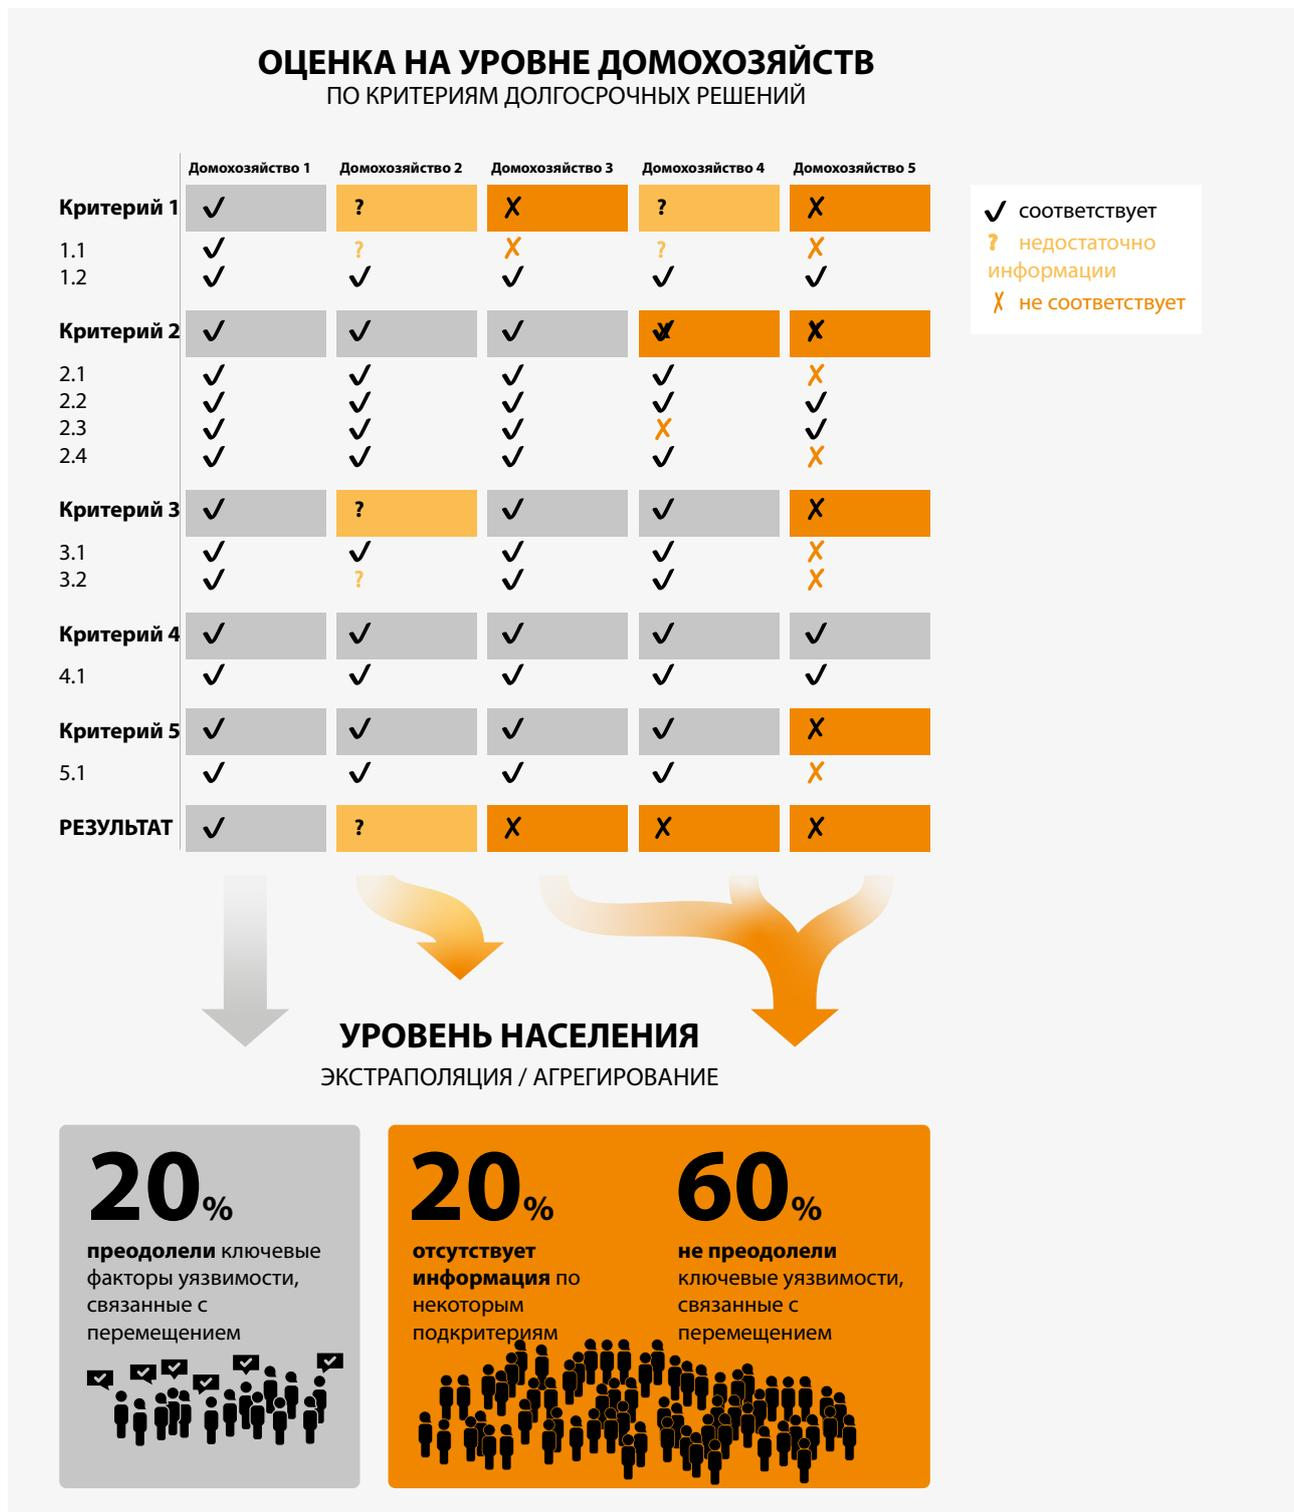 ОЦЕНКА НА УРОВНЕ ДОМОХОЗЯЙСТВ
ПО КРИТЕРИЯМ ДОЛГОСРОЧНЫХ РЕШЕНИЙ
Домохозяйство 1 Домохозяйство 2 Домохозяйство 3 Домохозяйство 4 Домохозяйство 5
Критерий 1 ✓ ? ✗ ? ✗
1.1 ✓ ? ✗ ? ✗
1.2 ✓ ✓ ✓ ✓ ✓
Критерий 2 ✓ ✓ ✓ ✗ ✗
2.1 ✓ ✓ ✓ ✓ ✗
2.2 ✓ ✓ ✓ ✓ ✓
2.3 ✓ ✓ ✓ ✗ ✓
2.4 ✓ ✓ ✓ ✓ ✗
Критерий 3 ✓ ? ✓ ✓ ✗
3.1 ✓ ✓ ✓ ✓ ✗
3.2 ✓ ? ✓ ✓ ✗
Критерий 4 ✓ ✓ ✓ ✓ ✓
4.1 ✓ ✓ ✓ ✓ ✓
Критерий 5 ✓ ✓ ✓ ✓ ✗
5.1 ✓ ✓ ✓ ✓ ✗
РЕЗУЛЬТАТ ✓ ? ✗ ✗ ✗
✓ соответствует
? недостаточно
информации
✗ не соответствует
УРОВЕНЬ НАСЕЛЕНИЯ
ЭКСТРАПОЛЯЦИЯ / АГРЕГИРОВАНИЕ
20%
преодолели ключевые
факторы уязвимости,
связанные с
перемещением
20%
отсутствует
информация по
некоторым
подкритериям
60%
не преодолели
ключевые уязвимости,
связанные с
перемещением